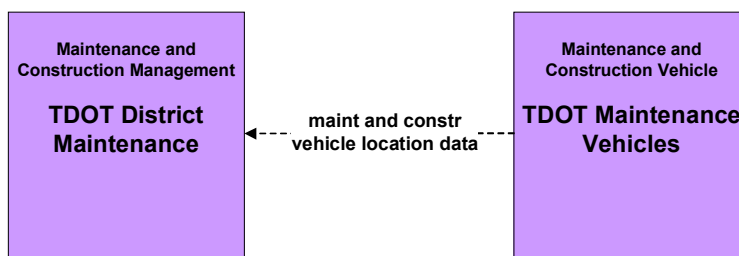 Maintenance and
Construction Management
TDOT District
Maintenance
maint and constr
vehicle location data
Maintenance and
Construction Vehicle
TDOT Maintenance
Vehicles